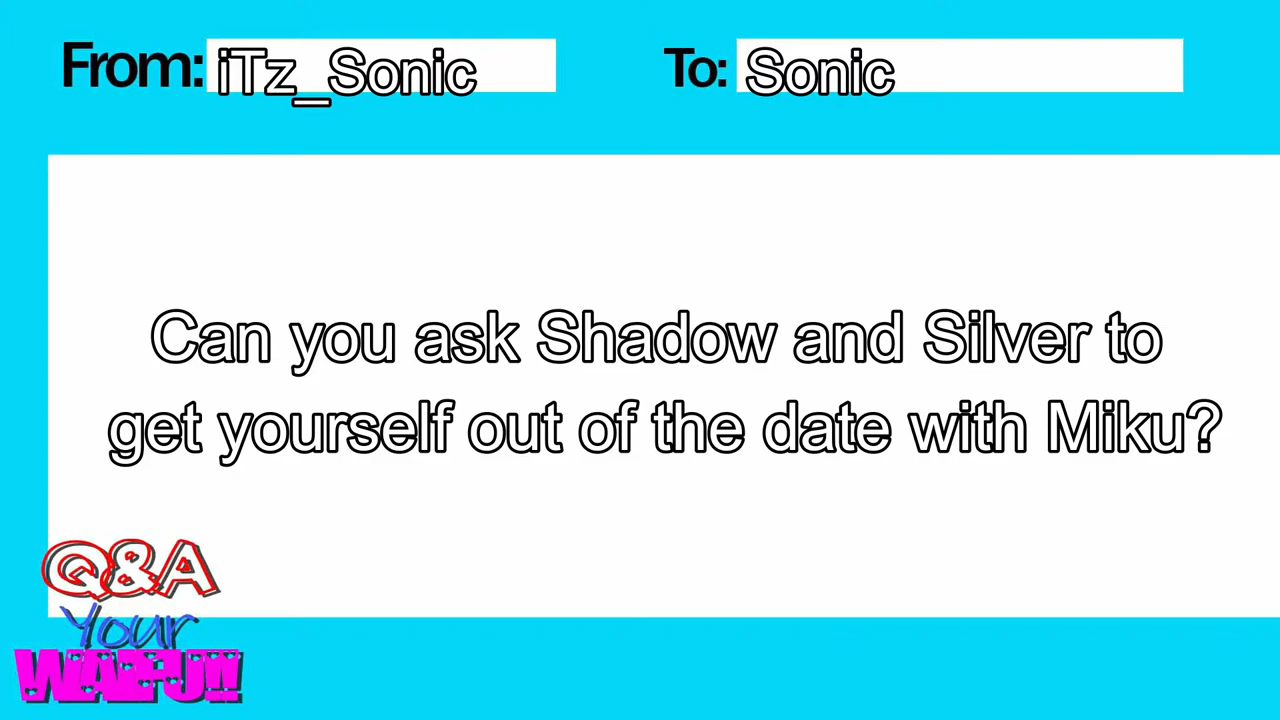 From: iTz_Sonic
To: Sonic
Can you ask Shadow and Silver to
get yourself out of the date with Miku?
Q&A
Your
WAIFU!!